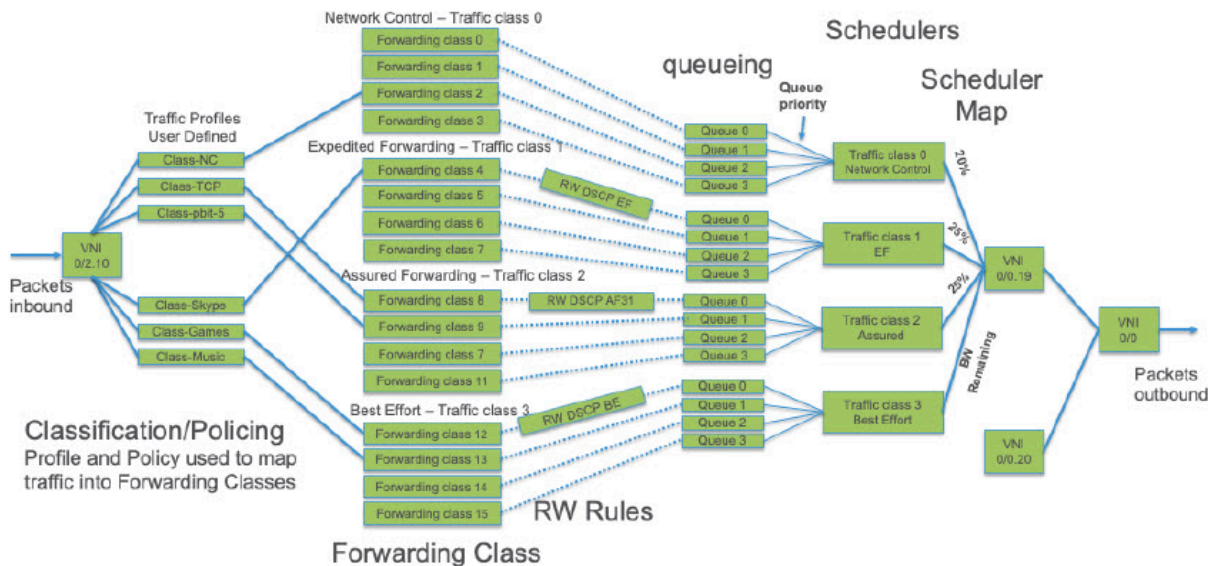 Network Control – Traffic class 0
Forwarding class 0
Forwarding class 1
Forwarding class 2
Forwarding class 3
Schedulers
queueing
Scheduler
Map
Queue
priority
Traffic Profiles
User Defined
Class-NC
Class-TCP
Class-pbit-5
Expedited Forwarding – Traffic class 1
Forwarding class 4
Forwarding class 5
Forwarding class 6
Forwarding class 7
RW DSCP EF
Queue 0
Queue 1
Queue 2
Queue 3
Traffic class 0
Network Control
20%
Queue 0
Queue 1
Queue 2
Queue 3
Traffic class 1
EF
25%
VNI
0/2.10
Packets
inbound
Class-Skype
Class-Games
Class-Music
Assured Forwarding – Traffic class 2
Forwarding class 8
Forwarding class 9
Forwarding class 7
Forwarding class 11
RW DSCP AF31
Queue 0
Queue 1
Queue 2
Queue 3
Traffic class 2
Assured
25%
VNI
0/0.19
VNI
0/0
Packets
outbound
Best Effort – Traffic class 3
Forwarding class 12
Forwarding class 13
Forwarding class 14
Forwarding class 15
RW DSCP BE
Queue 0
Queue 1
Queue 2
Queue 3
Traffic class 3
Best Effort
BW
Remaining
VNI
0/0.20
Classification/Policing
Profile and Policy used to map
traffic into Forwarding Classes
RW Rules
Forwarding Class